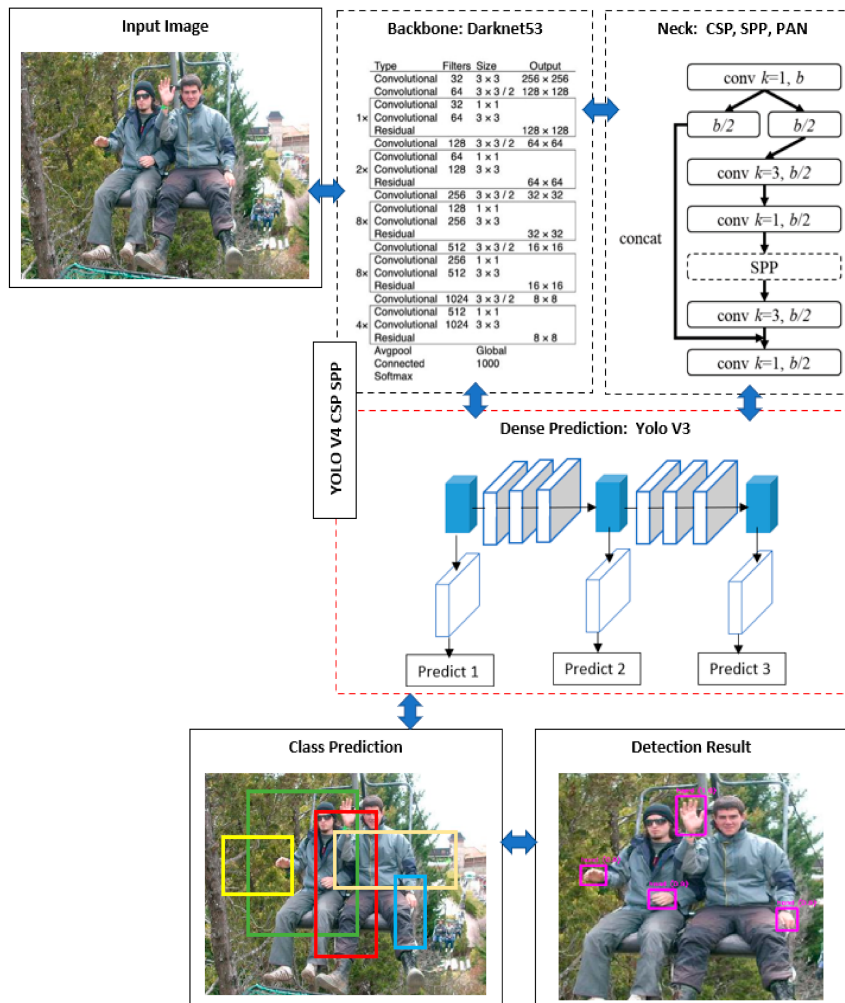 Input Image
Backbone: Darknet53
Type Filters Size Output
Convolutional 32 3 × 3 256 × 256
Convolutional 64 3 × 3 / 2 128 × 128
Convolutional 32 1 × 1
1× Convolutional 64 3 × 3
Residual 128 × 128
Convolutional 128 3 × 3 / 2 64 × 64
Convolutional 64 1 × 1
2× Convolutional 128 3 × 3
Residual 64 × 64
Convolutional 256 3 × 3 / 2 32 × 32
Convolutional 128 1 × 1
8× Convolutional 256 3 × 3
Residual 32 × 32
Convolutional 512 3 × 3 / 2 16 × 16
Convolutional 256 1 × 1
8× Convolutional 512 3 × 3
Residual 16 × 16
Convolutional 1024 3 × 3 / 2 8 × 8
Convolutional 512 1 × 1
4× Convolutional 1024 3 × 3
Residual 8 × 8
Avgpool Global
Connected 1000
Softmax
Neck: CSP, SPP, PAN
conv k=1, b
b/2 b/2
conv k=3, b/2
conv k=1, b/2
concat
SPP
conv k=3, b/2
conv k=1, b/2
YOLO V4 CSP SPP
Dense Prediction: Yolo V3
Predict 1 Predict 2 Predict 3
Class Prediction
Detection Result